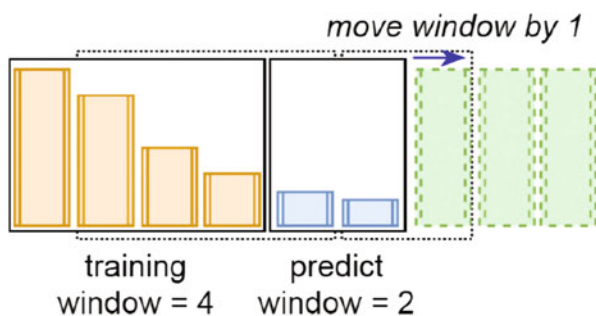 move window by 1
training
window = 4
predict
window = 2